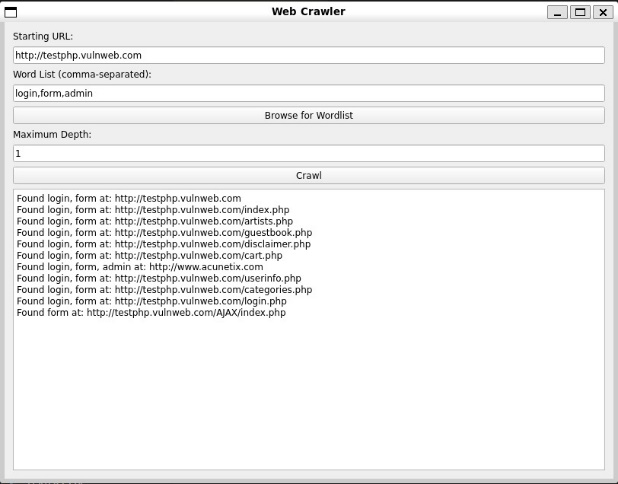 Web Crawler
Starting URL:
http://testphp.vulnweb.com
Word List (comma-separated):
login,form,admin
Browse for Wordlist
Maximum Depth:
1
Crawl
Found login, form at: http://testphp.vulnweb.com
Found login, form at: http://testphp.vulnweb.com/index.php
Found login, form at: http://testphp.vulnweb.com/artists.php
Found login, form at: http://testphp.vulnweb.com/guestbook.php
Found login, form at: http://testphp.vulnweb.com/disclaimer.php
Found login, form at: http://testphp.vulnweb.com/cart.php
Found login, form, admin at: http://www.acunetix.com
Found login, form at: http://testphp.vulnweb.com/userinfo.php
Found login, form at: http://testphp.vulnweb.com/categories.php
Found login, form at: http://testphp.vulnweb.com/login.php
Found form at: http://testphp.vulnweb.com/AJAX/index.php